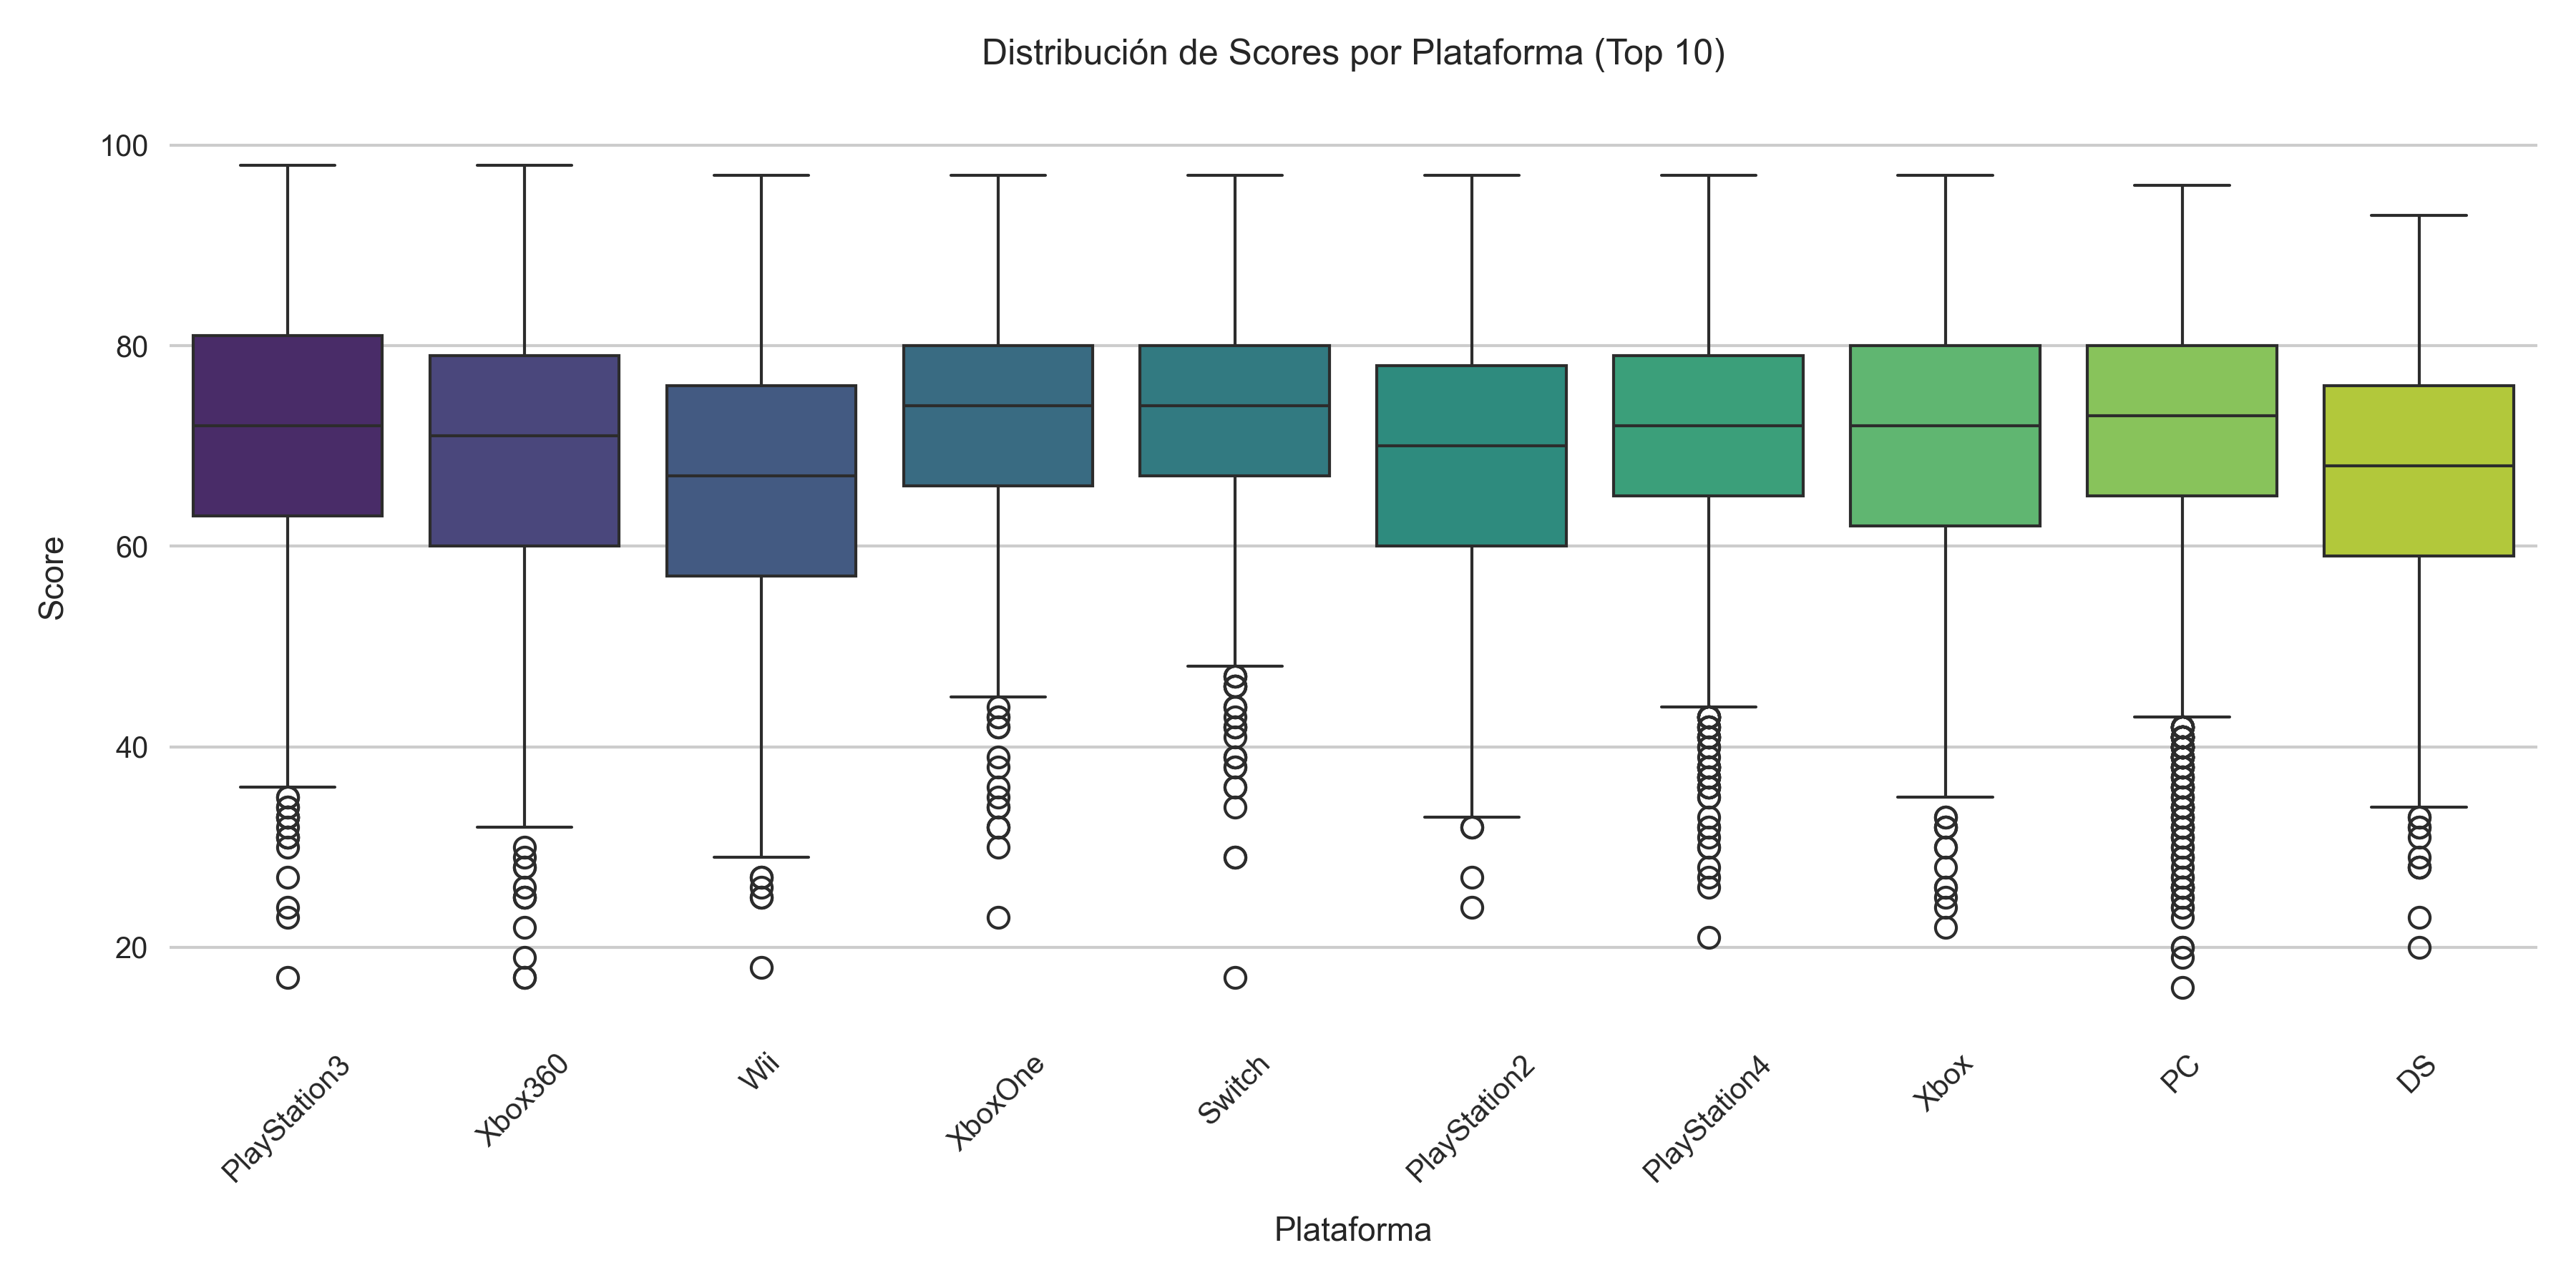 Distribución de Scores por Plataforma (Top 10)
100
80
60
40
20
Score
PlayStation3
Xbox360
Wii
XboxOne
Switch
PlayStation2
PlayStation4
Xbox
PC
DS
Plataforma